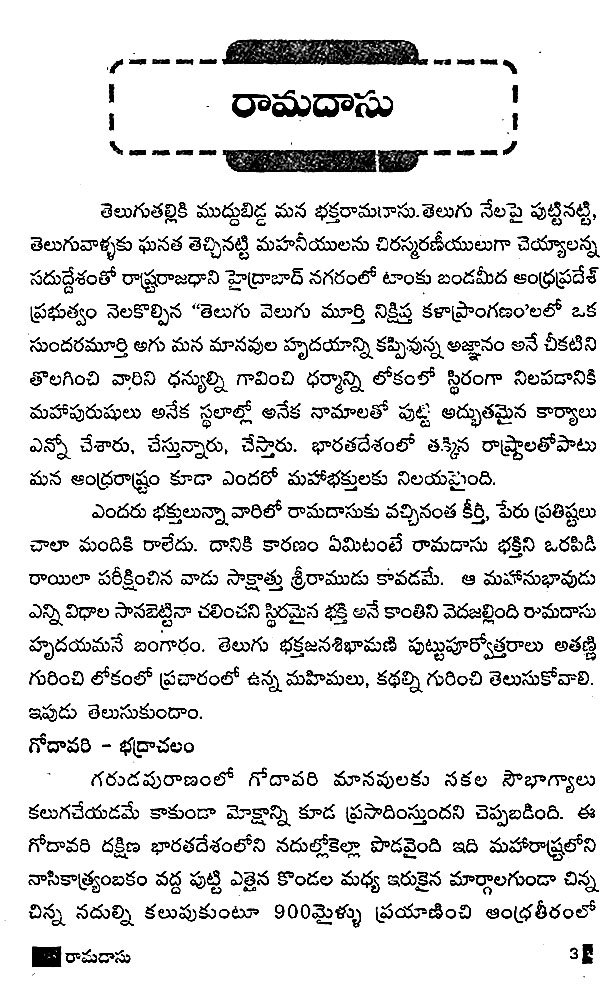 రామదాసు
తెలుగుతల్లికి ముద్దుబిడ్డ మన భక్తరామదాసు. తెలుగు నేలపై పుట్టినట్టి,
తెలుగువాళ్ళకు ఘనత తెచ్చినట్టి మహనీయులను చిరస్మరణీయులుగా చెయ్యాలన్న
సదుద్దేశంతో రాష్ట్రరాజధాని హైద్రాబాద్ నగరంలో టాంకు బండమీద ఆంధ్రప్రదేశ్
ప్రభుత్వం నెలకొల్పిన “తెలుగు వెలుగు మూర్తి నిక్షిప్త కళాప్రాంగణం'లలో ఒక
సుందరమూర్తి అగు మన మానవుల హృదయాన్ని కప్పివున్న అజ్ఞానం అనే చీకటిని
తొలగించి వారిని ధన్యుల్ని గావించి ధర్మాన్ని లోకంలో స్థిరంగా నిలపడానికి
మహాపురుషులు అనేక స్థలాల్లో అనేక నామాలతో పుట్టి అద్భుతమైన కార్యాలు
ఎన్నో చేశారు, చేస్తున్నారు, చేస్తారు. భారతదేశంలో తక్కిన రాష్ట్రాలతోపాటు
మన ఆంధ్రరాష్ట్రం కూడా ఎందరో మహాభక్తులకు నిలయమైంది.
ఎందరు భక్తులున్నా వారిలో రామదాసుకు వచ్చినంత కీర్తి, పేరు ప్రతిష్టలు
చాలా మందికి రాలేదు. దానికి కారణం ఏమిటంటే రామదాసు భక్తిని ఒరపిడి
రాయిలా పరీక్షించిన వాడు సాక్షాత్తు శ్రీరాముడు కావడమే. ఆ మహానుభావుడు
ఎన్ని విధాల సానబెట్టినా చలించని స్థిరమైన భక్తి అనే కాంతిని వెదజల్లింది రామదాసు
హృదయమనే బంగారం. తెలుగు భక్తజనశిఖామణి పుట్టుపూర్వోత్తరాలు అతణ్ణి
గురించి లోకంలో ప్రచారంలో ఉన్న మహిమలు, కథల్ని గురించి తెలుసుకోవాలి.
ఇపుడు తెలుసుకుందాం.
గోదావరి - భద్రాచలం
గరుడపురాణంలో గోదావరి మానవులకు నకల సౌభాగ్యాలు
కలుగచేయడమే కాకుండా మోక్షాన్ని కూడ ప్రసాదింస్తుందని చెప్పబడింది. ఈ
గోదావరి దక్షిణ భారతదేశంలోని నదుల్లోకెల్లా పొడవైంది ఇది మహారాష్ట్రలోని
నాసికాత్ర్యంబకం వద్ద పుట్టి ఎత్తైన కొండల మధ్య ఇరుకైన మార్గాలగుండా చిన్న
చిన్న నదుల్ని కలుపుకుంటూ 900మైళ్ళు ప్రయాణించి ఆంధ్రతీరంలో
రామదాసు 3